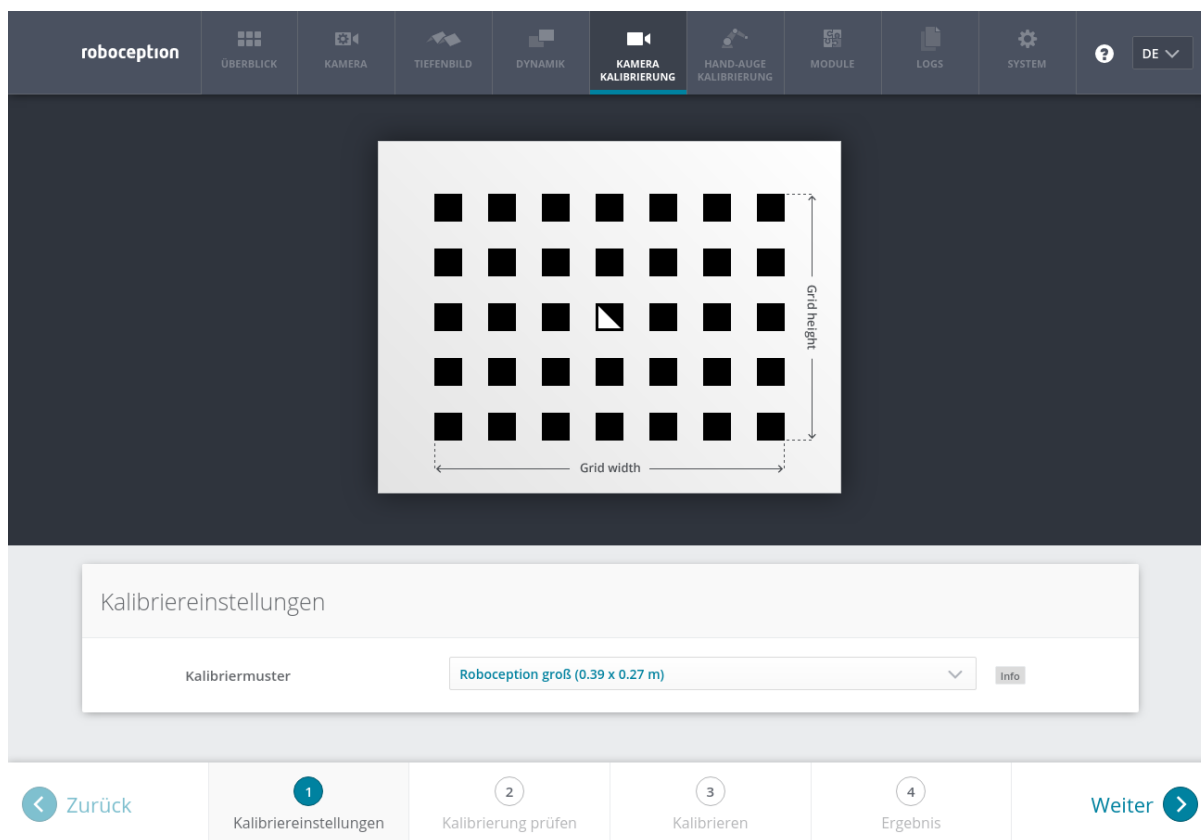 roboception
ÜBERBLICK
KAMERA
TIEFENBILD
DYNAMIK
KAMERA
KALIBRIERUNG
HAND-AUGE
KALIBRIERUNG
MODULE
LOGS
SYSTEM
?
DE
Grid height
Grid width
Kalibriereinstellungen
Kalibriermuster
Roboception groß (0.39 x 0.27 m)
Info
Zurück
1
Kalibriereinstellungen
2
Kalibrierung prüfen
3
Kalibrieren
4
Ergebnis
Weiter